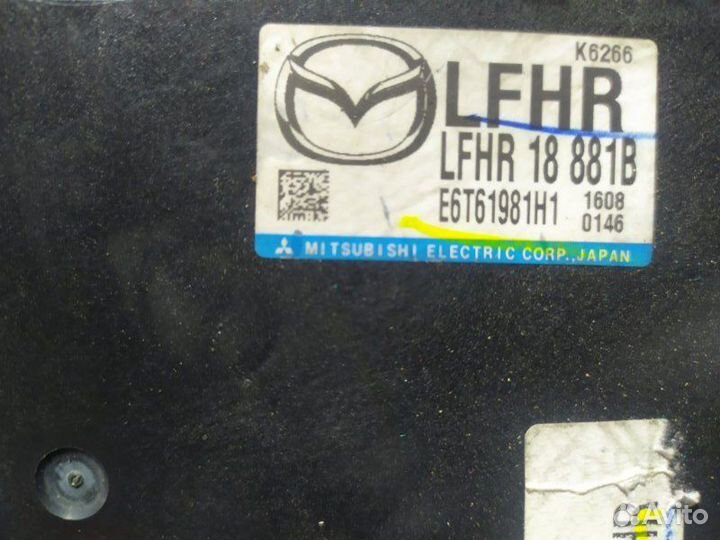 K6266
LFHR
LFHR 18 881B
E6T61981H1 1608
0146
MITSUBISHI ELECTRIC CORP., JAPAN
Avito